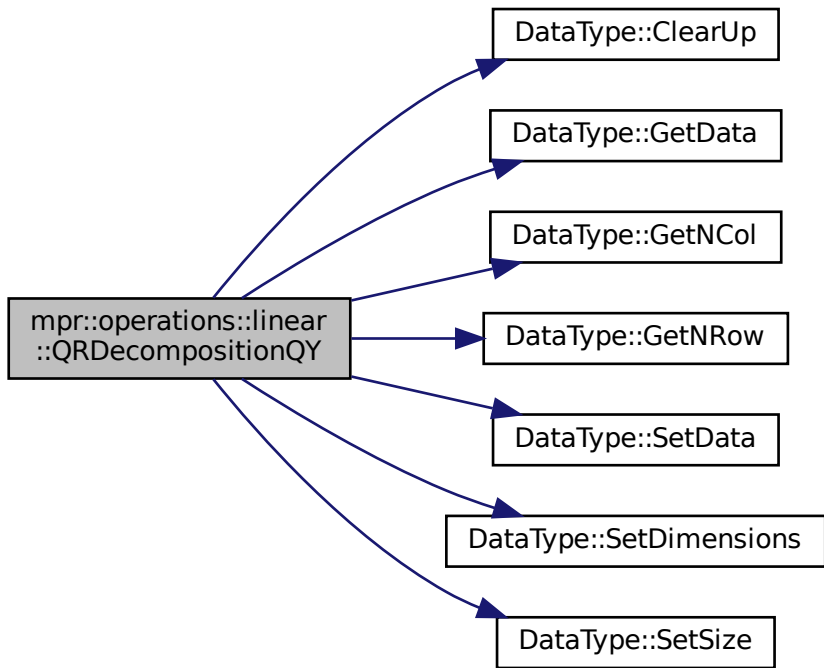 DataType::ClearUp
DataType::GetData
DataType::GetNCol
mpr::operations::linear
::QRDecompositionQY
DataType::GetNRow
DataType::SetData
DataType::SetDimensions
DataType::SetSize